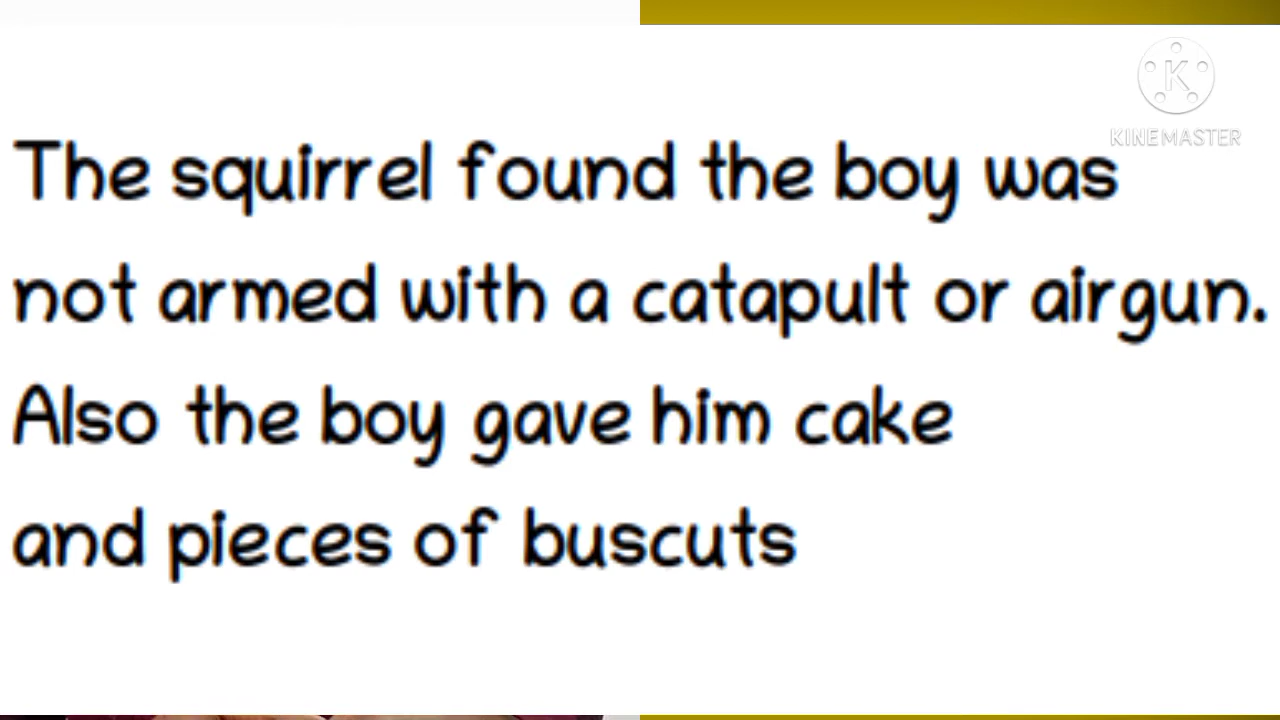 KINEMASTER
The squirrel found the boy was
not armed with a catapult or airgun.
Also the boy gave him cake
and pieces of buscuts